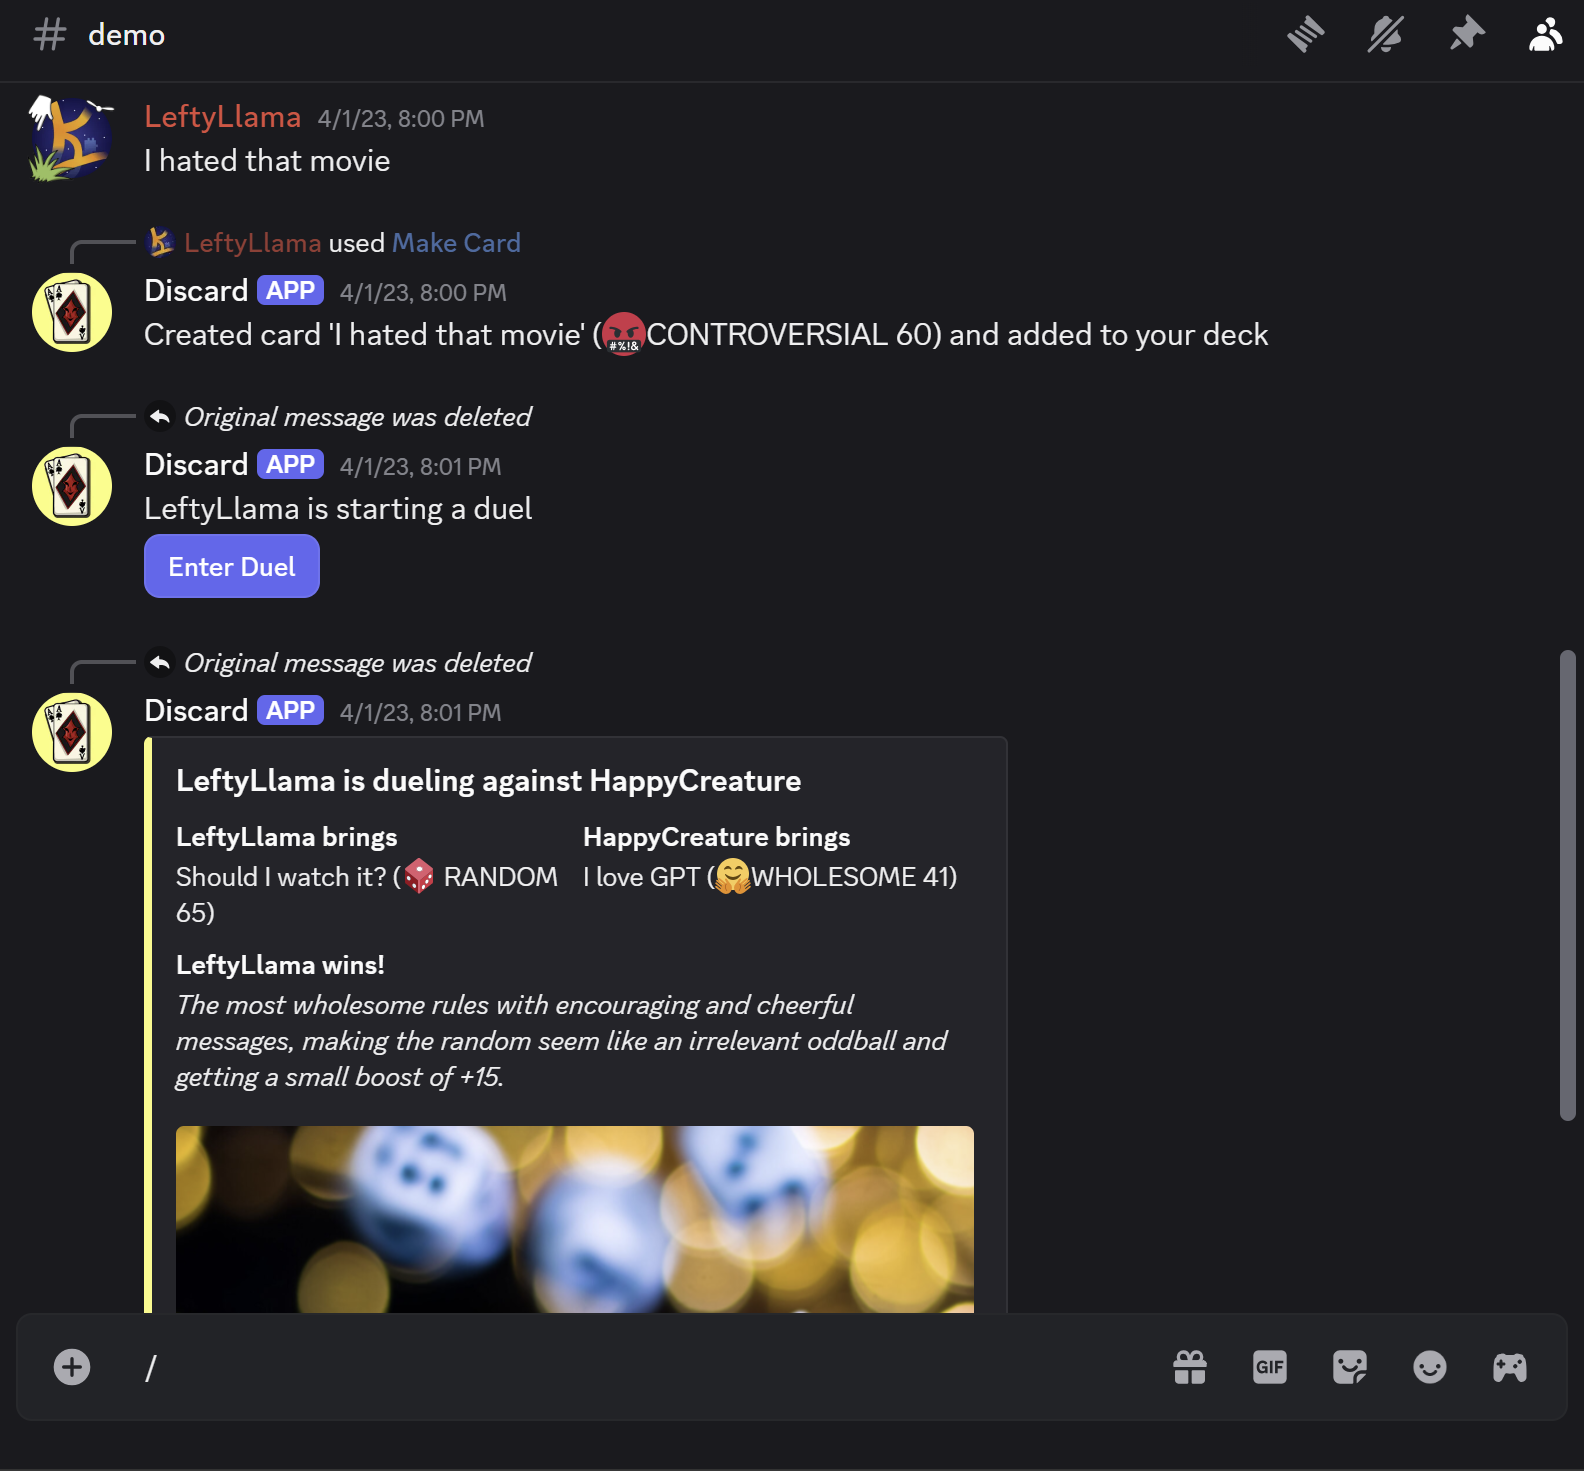 demo
LeftyLlama 4/1/23, 8:00 PM
I hated that movie
LeftyLlama used Make Card
Discard APP 4/1/23, 8:00 PM
Created card 'I hated that movie' (#%!&CONTROVERSIAL 60) and added to your deck
Original message was deleted
Discard APP 4/1/23, 8:01 PM
LeftyLlama is starting a duel
Enter Duel
Original message was deleted
Discard APP 4/1/23, 8:01 PM
LeftyLlama is dueling against HappyCreature
LeftyLlama brings
Should I watch it? (🎲 RANDOM
65)
HappyCreature brings
I love GPT (🤗WHOLESOME 41)
LeftyLlama wins!
The most wholesome rules with encouraging and cheerful
messages, making the random seem like an irrelevant oddball and
getting a small boost of +15.
/
GIF